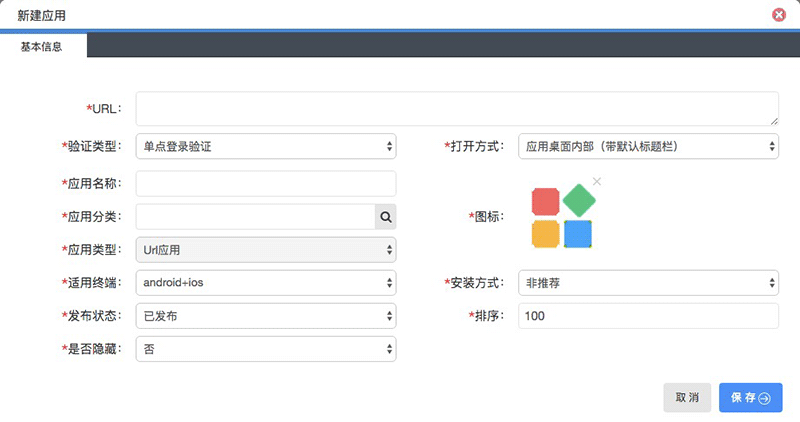 新建应用
基本信息
*URL:
*验证类型: 单点登录验证 *打开方式: 应用桌面内部（带默认标题栏）
*应用名称:
*应用分类: *图标:
*应用类型: Url应用
*适用终端: android+ios *安装方式: 非推荐
*发布状态: 已发布 *排序: 100
*是否隐藏: 否
取消 保存